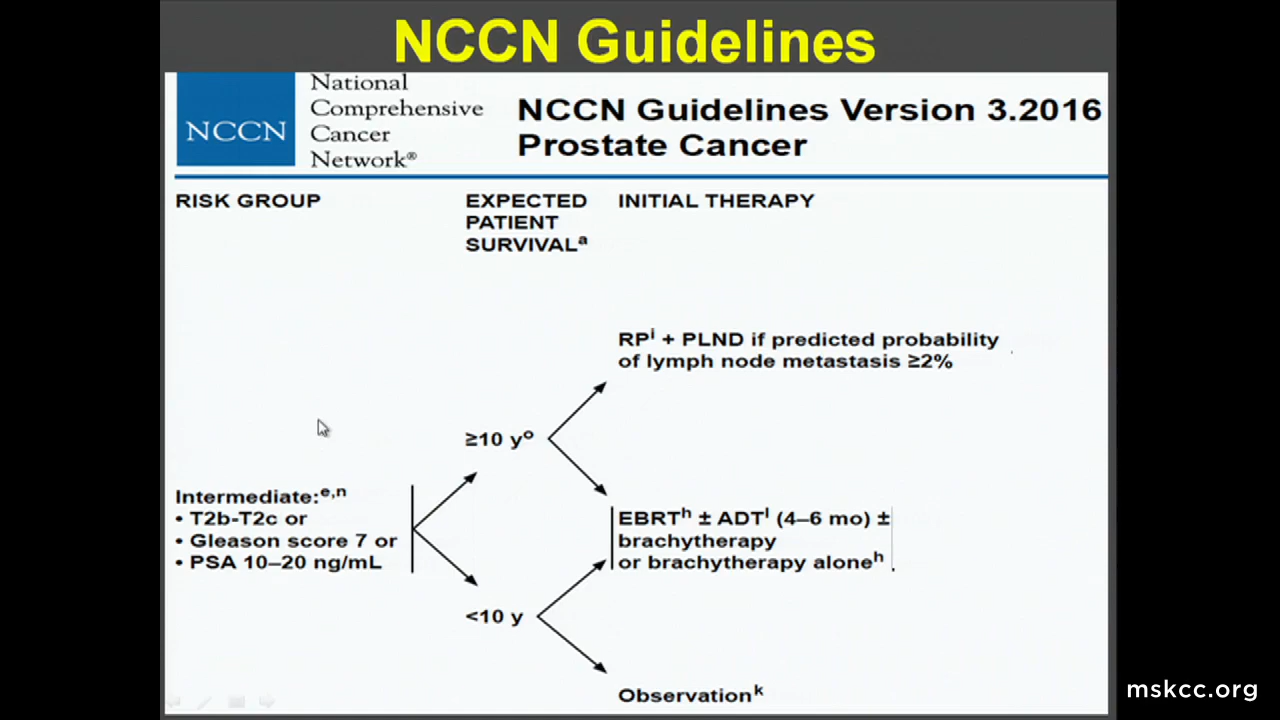 NCCN Guidelines
NCCN
National
Comprehensive
Cancer
Network®
NCCN Guidelines Version 3.2016
Prostate Cancer
RISK GROUP
EXPECTED
PATIENT
SURVIVALᵃ
INITIAL THERAPY
RPⁱ + PLND if predicted probability
of lymph node metastasis ≥2%
≥10 yᵒ
Intermediate:ᵉ,ⁿ
• T2b-T2c or
• Gleason score 7 or
• PSA 10–20 ng/mL
EBRTʰ ± ADTˡ (4–6 mo) ±
brachytherapy
or brachytherapy aloneʰ
<10 y
Observationᵏ
mskcc.org